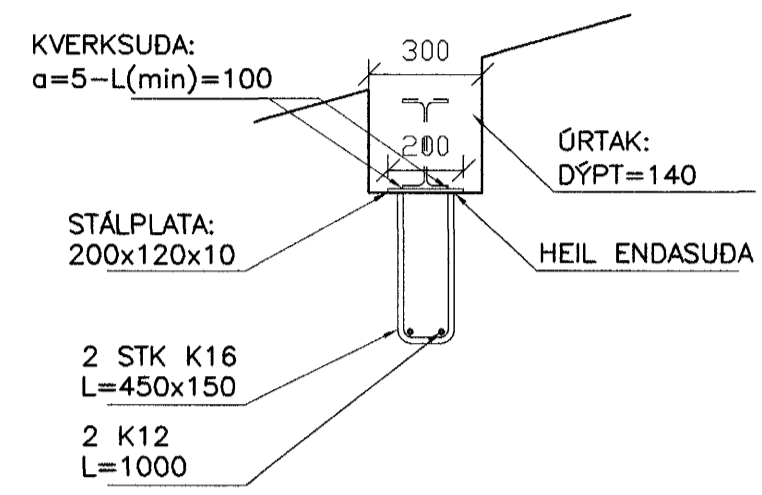 KVERKSUÐA:
a=5-L(min)=100
300
200
ÚRTAK:
DÝPT=140
STÁLPLATA:
200x120x10
HEIL ENDASUÐA
2 STK K16
L=450x150
2 K12
L=1000